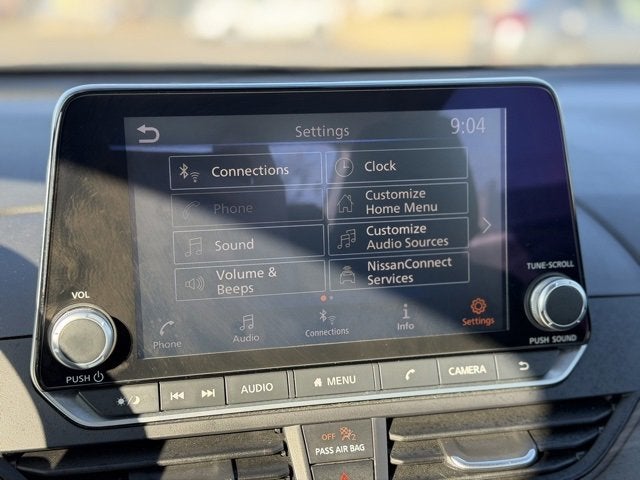 Settings
9:04
Connections
Clock
Phone
Customize
Home Menu
Sound
Customize
Audio Sources
Volume &
Beeps
NissanConnect
Services
Phone
Audio
Connections
Info
Settings
VOL
PUSH
TUNE·SCROLL
PUSH SOUND
AUDIO
MENU
CAMERA
OFF 2
PASS AIR BAG